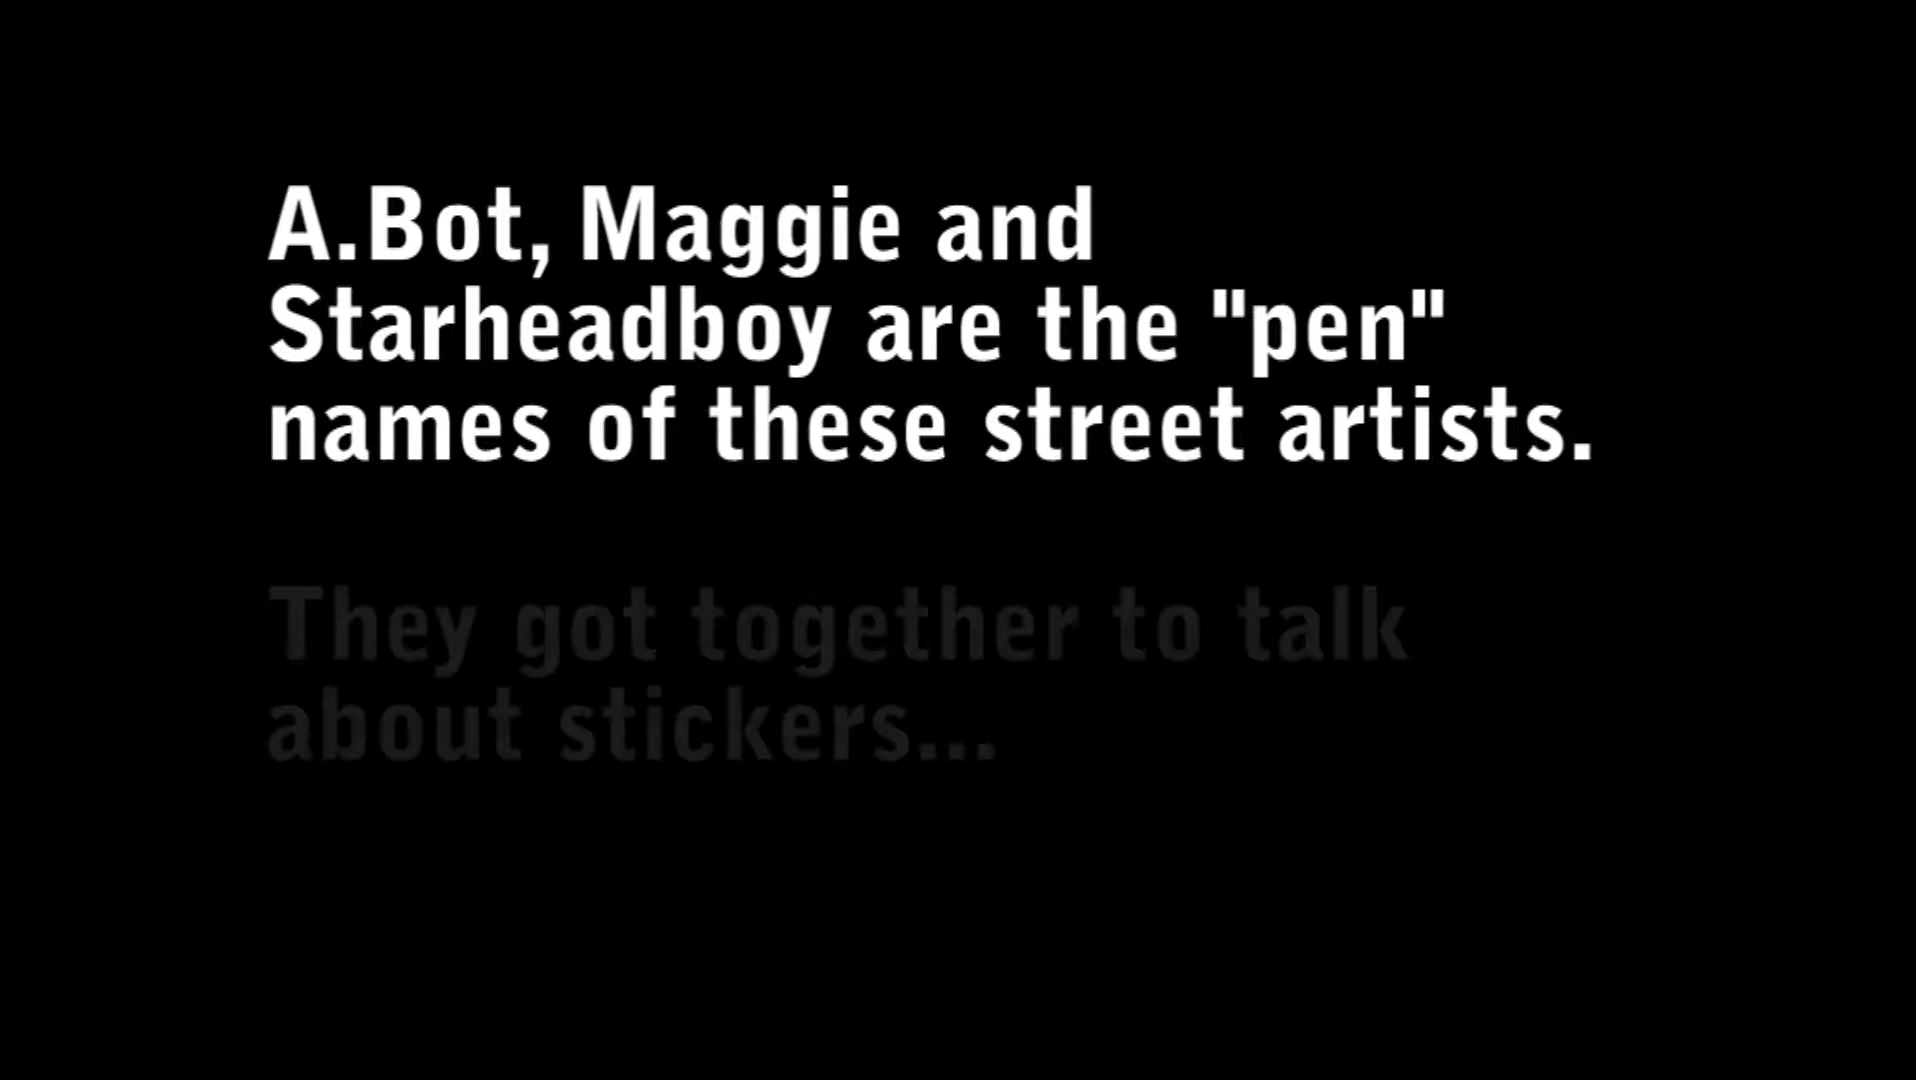 A.Bot, Maggie and
Starheadboy are the "pen"
names of these street artists.
They got together to talk
about stickers...